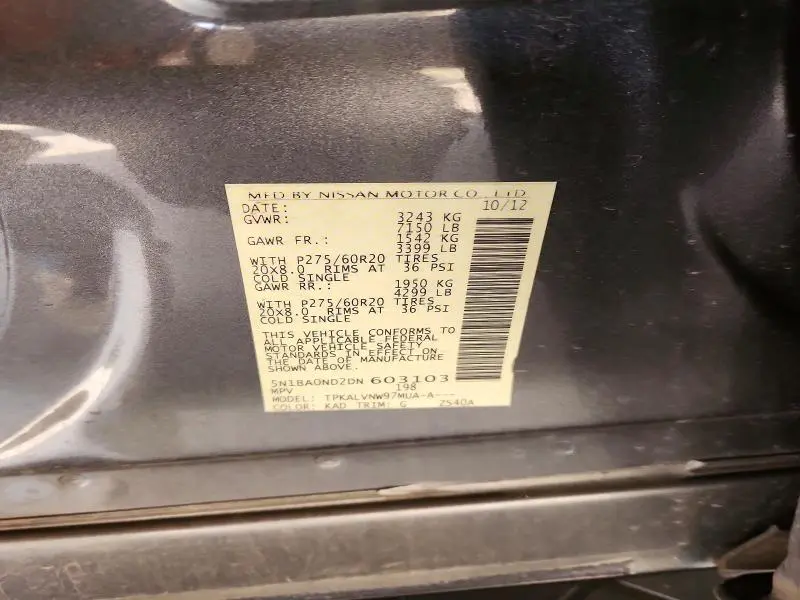 MFD BY NISSAN MOTOR CO., LTD
DATE: 10/12
GVWR: 3243 KG
7150 LB
GAWR FR.: 1542 KG
3399 LB
WITH P275/60R20 TIRES
20X8.0 RIMS AT 36 PSI
COLD SINGLE
GAWR RR.: 1950 KG
4299 LB
WITH P275/60R20 TIRES
20X8.0 RIMS AT 36 PSI
COLD SINGLE
THIS VEHICLE CONFORMS TO
ALL APPLICABLE FEDERAL
MOTOR VEHICLE SAFETY
STANDARDS IN EFFECT ON
THE DATE OF MANUFACTURE
SHOWN ABOVE.
5N1BA0ND2DN 603103
MPV 198
MODEL: TPKALVNW97MUA-A---
COLOR: KAD TRIM: G ZS40A